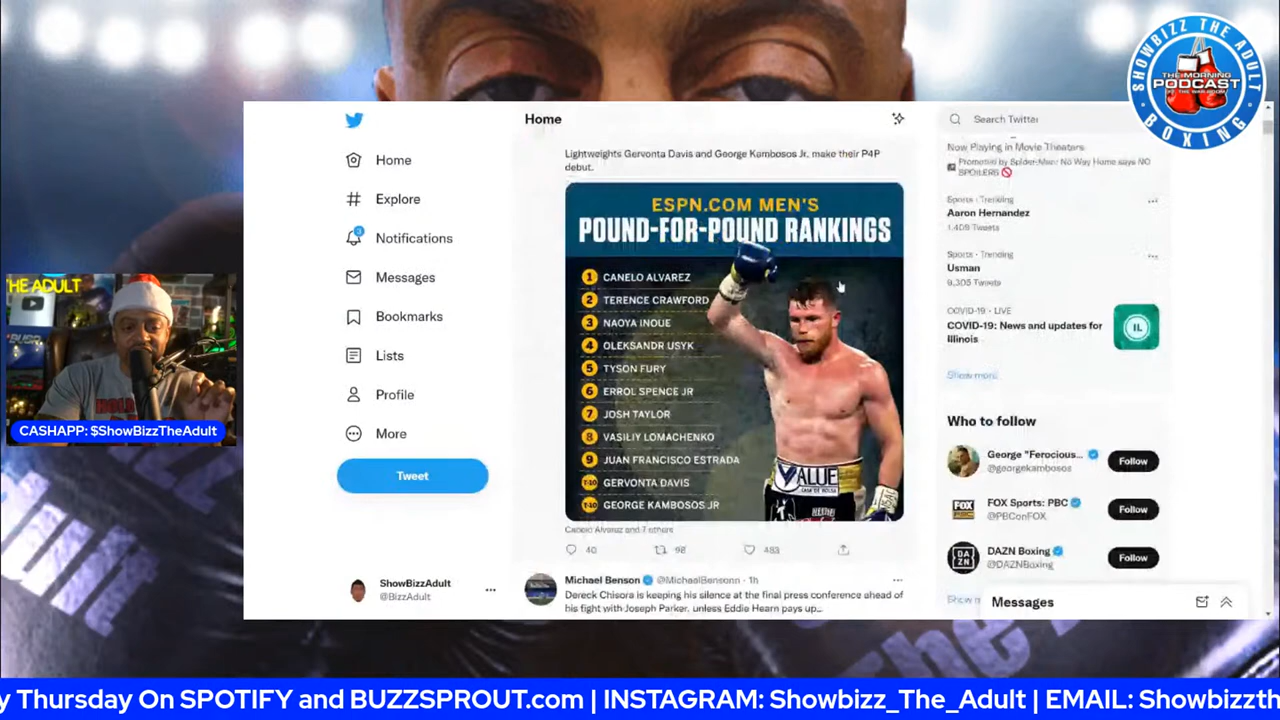 SHOWBIZZ THE ADULT
THE MORNING
PODCAST
BOXING
THE ADULT
CASHAPP: $ShowBizzTheAdult
Home
Explore
Notifications
Messages
Bookmarks
Lists
Profile
More
Tweet
ShowBizzAdult
@BizzAdult
Home
Lightweights Gervonta Davis and George Kambosos Jr. make their P4P
debut.
ESPN.COM MEN'S
POUND-FOR-POUND RANKINGS
1 CANELO ALVAREZ
2 TERENCE CRAWFORD
3 NAOYA INOUE
4 OLEKSANDR USYK
5 TYSON FURY
6 ERROL SPENCE JR
7 JOSH TAYLOR
8 VASILIY LOMACHENKO
9 JUAN FRANCISCO ESTRADA
T-10 GERVONTA DAVIS
T-10 GEORGE KAMBOSOS JR
VALUE
Canelo Alvarez and 7 others
40 98 483
Michael Benson @MichaelBensonn · 1h
Dereck Chisora is keeping his silence at the final press conference ahead of
his fight with Joseph Parker, unless Eddie Hearn pays up...
Search Twitter
Now Playing in Movie Theaters
Promoted by Spider-Man: No Way Home says NO
SPOILERS
Sports · Trending
Aaron Hernandez
1,409 Tweets
Sports · Trending
Usman
9,305 Tweets
COVID-19 · LIVE
COVID-19: News and updates for
Illinois
IL
Show more
Who to follow
George "Ferocious...
@georgekambosos
Follow
FOX Sports: PBC
@PBConFOX
Follow
DAZN Boxing
@DAZNBoxing
Follow
Messages
y Thursday On SPOTIFY and BUZZSPROUT.com | INSTAGRAM: Showbizz_The_Adult | EMAIL: Showbizzth